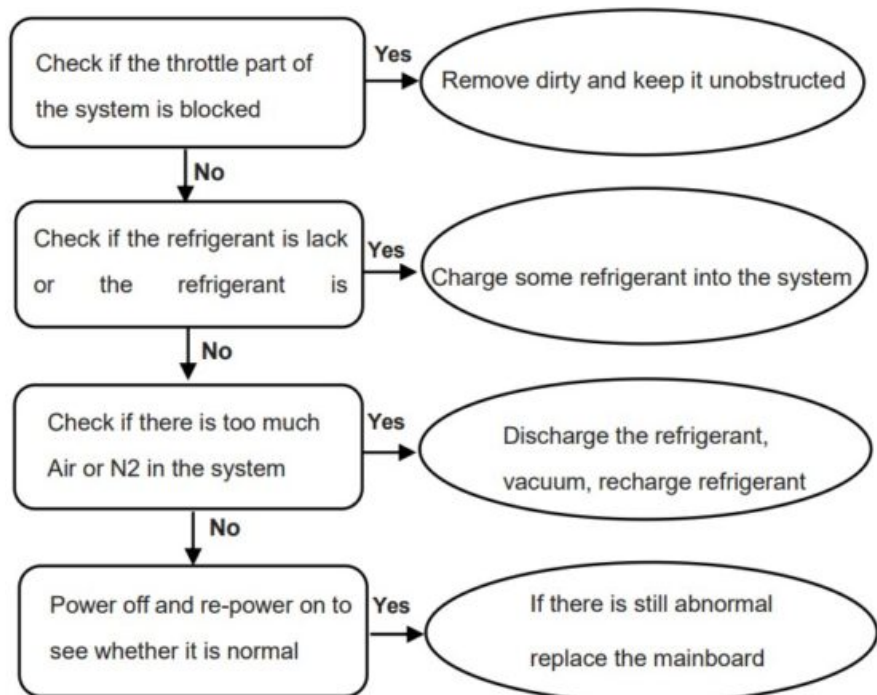 Check if the throttle part of
the system is blocked
Yes
Remove dirty and keep it unobstructed
No
Check if the refrigerant is lack
or the refrigerant is
Yes
Charge some refrigerant into the system
No
Check if there is too much
Air or N2 in the system
Yes
Discharge the refrigerant,
vacuum, recharge refrigerant
No
Power off and re-power on to
see whether it is normal
Yes
If there is still abnormal
replace the mainboard